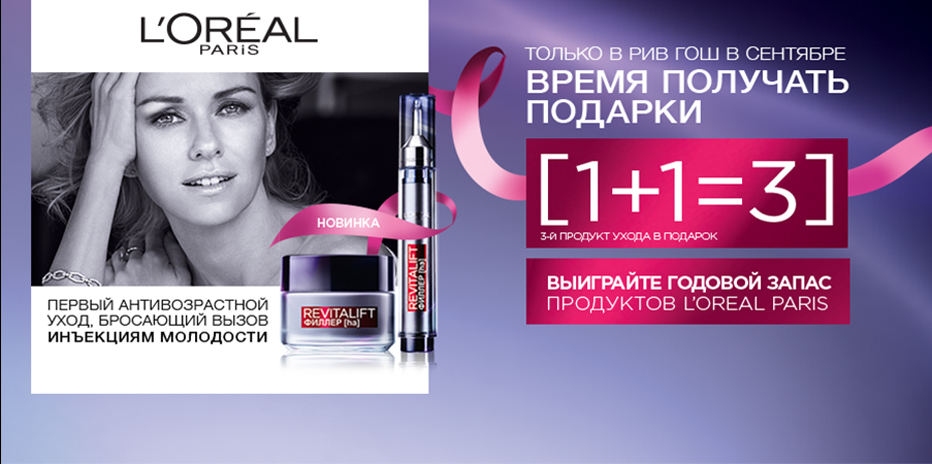 L'ORÉAL
PARiS
НОВИНКА
ПЕРВЫЙ АНТИВОЗРАСТНОЙ
УХОД, БРОСАЮЩИЙ ВЫЗОВ
ИНЪЕКЦИЯМ МОЛОДОСТИ
REVITALIFT
ФИЛЛЕР [ha]
L'ORÉAL
REVITALIFT
ФИЛЛЕР [ha]
ТОЛЬКО В РИВ ГОШ В СЕНТЯБРЕ
ВРЕМЯ ПОЛУЧАТЬ
ПОДАРКИ
[1+1=3]
3-Й ПРОДУКТ УХОДА В ПОДАРОК
ВЫИГРАЙТЕ ГОДОВОЙ ЗАПАС
ПРОДУКТОВ L'OREAL PARIS